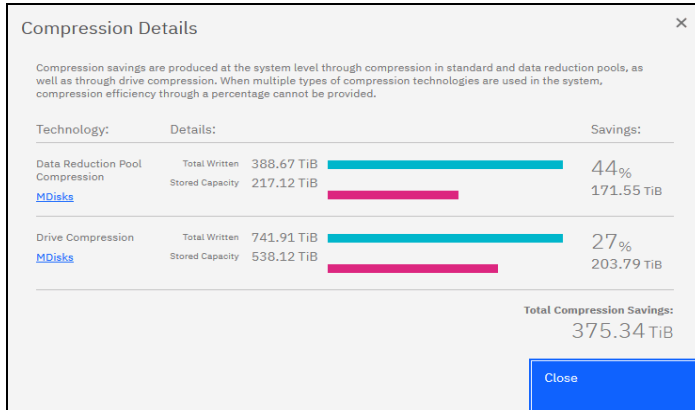 Compression Details
Compression savings are produced at the system level through compression in standard and data reduction pools, as
well as through drive compression. When multiple types of compression technologies are used in the system,
compression efficiency through a percentage cannot be provided.
Technology: Details: Savings:
Data Reduction Pool
Compression
MDisks
Total Written 388.67 TiB
Stored Capacity 217.12 TiB
44%
171.55 TiB
Drive Compression
MDisks
Total Written 741.91 TiB
Stored Capacity 538.12 TiB
27%
203.79 TiB
Total Compression Savings:
375.34 TiB
Close